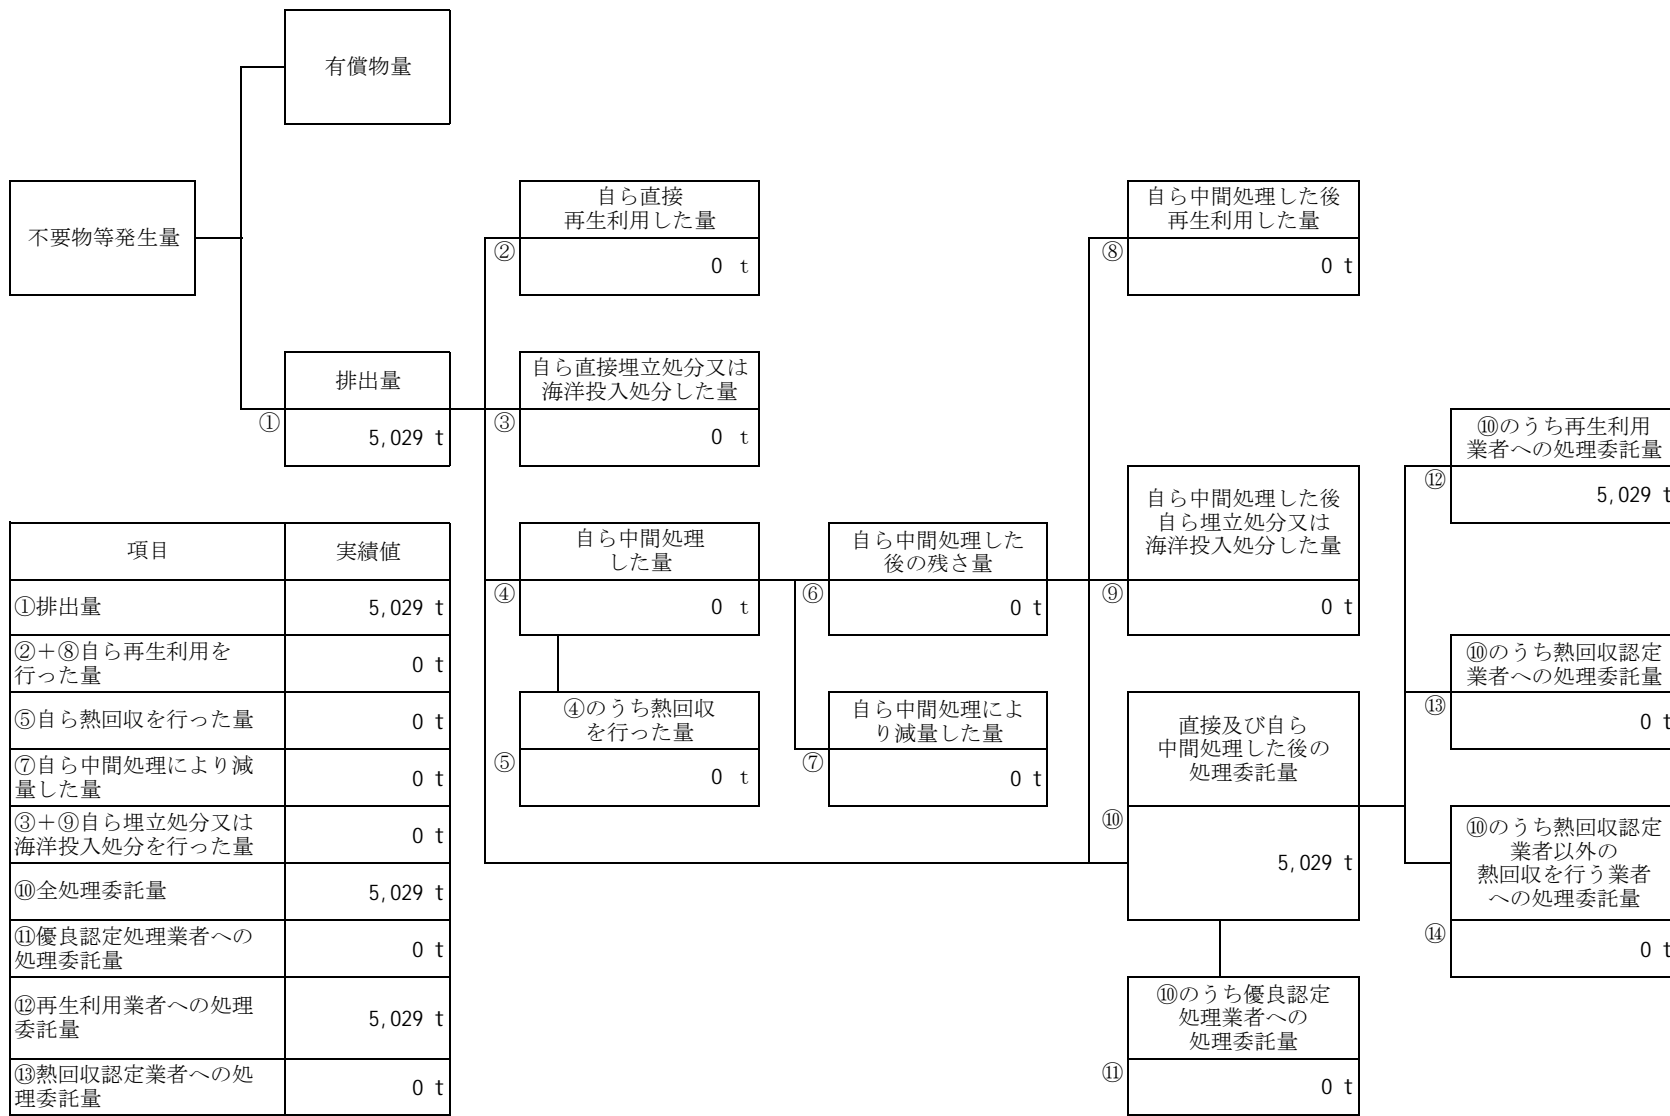 有償物量
不要物等発生量
排出量
①
5,029 t
自ら直接
再生利用した量
②
0 t
自ら直接埋立処分又は
海洋投入処分した量
③
0 t
自ら中間処理
した量
④
0 t
④のうち熱回収
を行った量
⑤
0 t
自ら中間処理した
後の残さ量
⑥
0 t
自ら中間処理によ
り減量した量
⑦
0 t
自ら中間処理した後
再生利用した量
⑧
0 t
自ら中間処理した後
自ら埋立処分又は
海洋投入処分した量
⑨
0 t
直接及び自ら
中間処理した後の
処理委託量
⑩
5,029 t
⑩のうち優良認定
処理業者への
処理委託量
⑪
0 t
⑩のうち再生利用
業者への処理委託量
⑫
5,029 t
⑩のうち熱回収認定
業者への処理委託量
⑬
0 t
⑩のうち熱回収認定
業者以外の
熱回収を行う業者
への処理委託量
⑭
0 t
項目 実績値
①排出量 5,029 t
②+⑧自ら再生利用を
行った量 0 t
⑤自ら熱回収を行った量 0 t
⑦自ら中間処理により減
量した量 0 t
③+⑨自ら埋立処分又は
海洋投入処分を行った量 0 t
⑩全処理委託量 5,029 t
⑪優良認定処理業者への
処理委託量 0 t
⑫再生利用業者への処理
委託量 5,029 t
⑬熱回収認定業者への処
理委託量 0 t